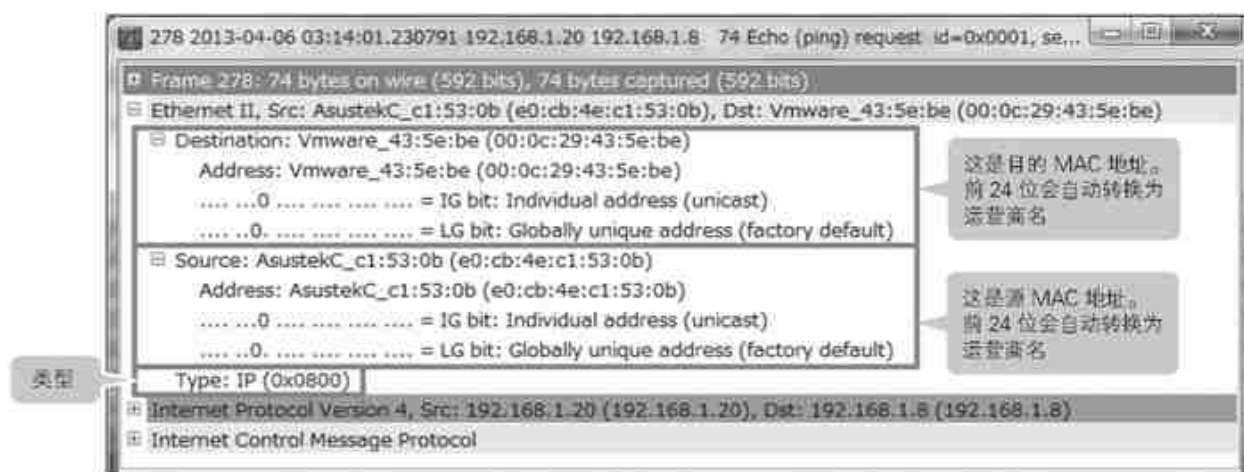 278 2013-04-06 03:14:01.230791 192.168.1.20 192.168.1.8 74 Echo (ping) request id=0x0001, se...
Frame 278: 74 bytes on wire (592 bits), 74 bytes captured (592 bits)
Ethernet II, Src: AsustekC_c1:53:0b (e0:cb:4e:c1:53:0b), Dst: Vmware_43:5e:be (00:0c:29:43:5e:be)
Destination: Vmware_43:5e:be (00:0c:29:43:5e:be)
Address: Vmware_43:5e:be (00:0c:29:43:5e:be)
.... ...0 .... .... .... .... = IG bit: Individual address (unicast)
.... ..0. .... .... .... .... = LG bit: Globally unique address (factory default)
这是目的 MAC 地址。
前 24 位会自动转换为
运营商名
Source: AsustekC_c1:53:0b (e0:cb:4e:c1:53:0b)
Address: AsustekC_c1:53:0b (e0:cb:4e:c1:53:0b)
.... ...0 .... .... .... .... = IG bit: Individual address (unicast)
.... ..0. .... .... .... .... = LG bit: Globally unique address (factory default)
这是源 MAC 地址。
前 24 位会自动转换为
运营商名
类型
Type: IP (0x0800)
Internet Protocol Version 4, Src: 192.168.1.20 (192.168.1.20), Dst: 192.168.1.8 (192.168.1.8)
Internet Control Message Protocol